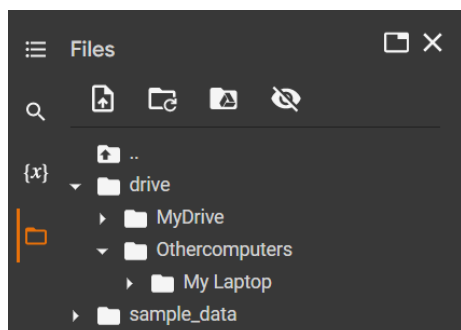 Files
..
{x}
drive
MyDrive
Othercomputers
My Laptop
sample_data